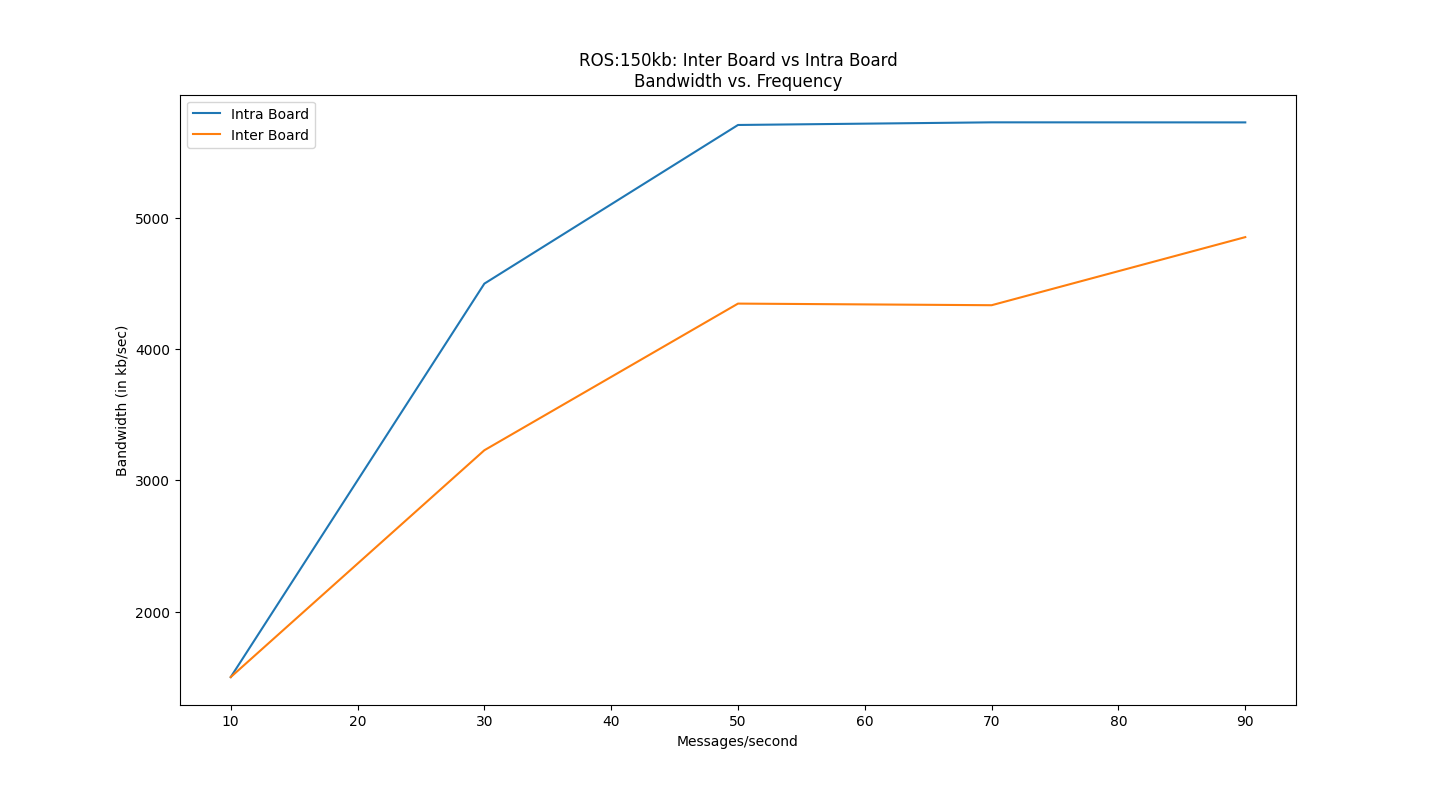 ROS:150kb: Inter Board vs Intra Board
Bandwidth vs. Frequency
Intra Board
Inter Board
5000
4000
3000
2000
Bandwidth (in kb/sec)
10 20 30 40 50 60 70 80 90
Messages/second